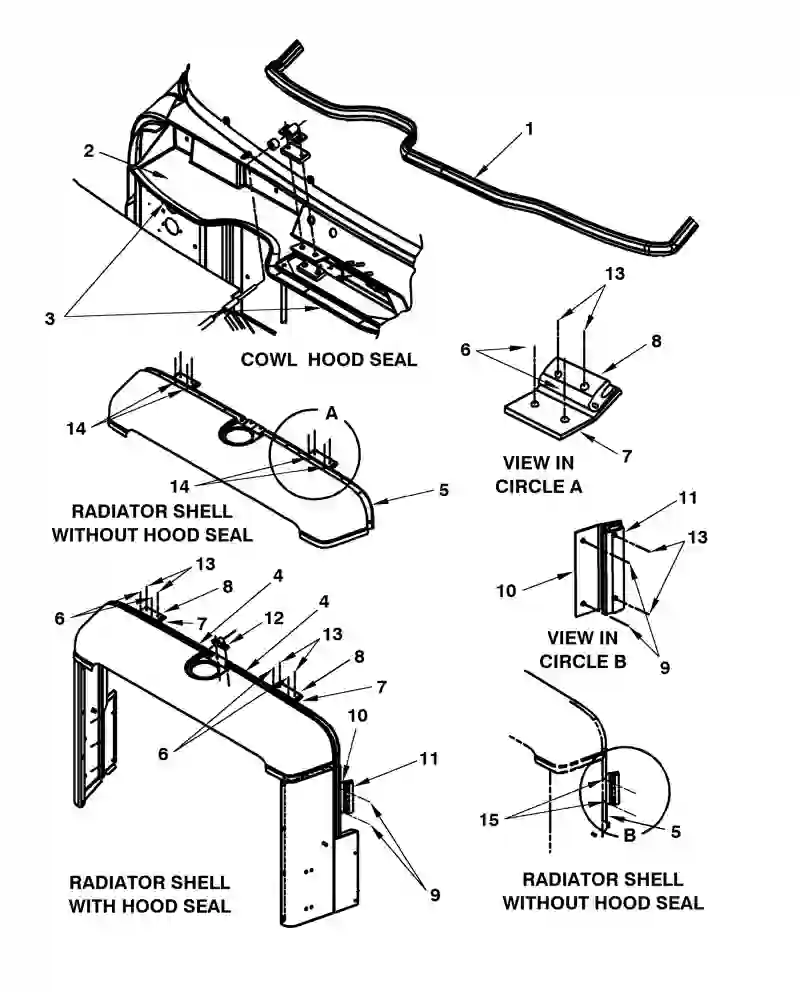 1
2
3
COWL HOOD SEAL
13
6
8
7
VIEW IN
CIRCLE A
14
A
14
5
RADIATOR SHELL
WITHOUT HOOD SEAL
11
13
10
9
VIEW IN
CIRCLE B
13
6
8
4
7
4
12
13
8
7
6
10
11
9
RADIATOR SHELL
WITH HOOD SEAL
15
B
5
RADIATOR SHELL
WITHOUT HOOD SEAL